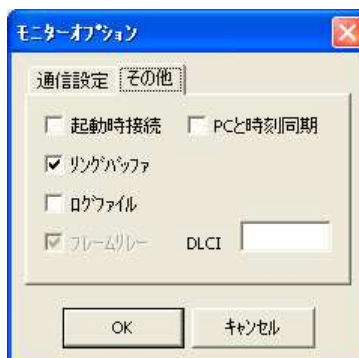 モニターオプション
通信設定 その他
起動時接続 PCと時刻同期
リングバッファ
ログファイル
フレームリレー DLCI
OK キャンセル